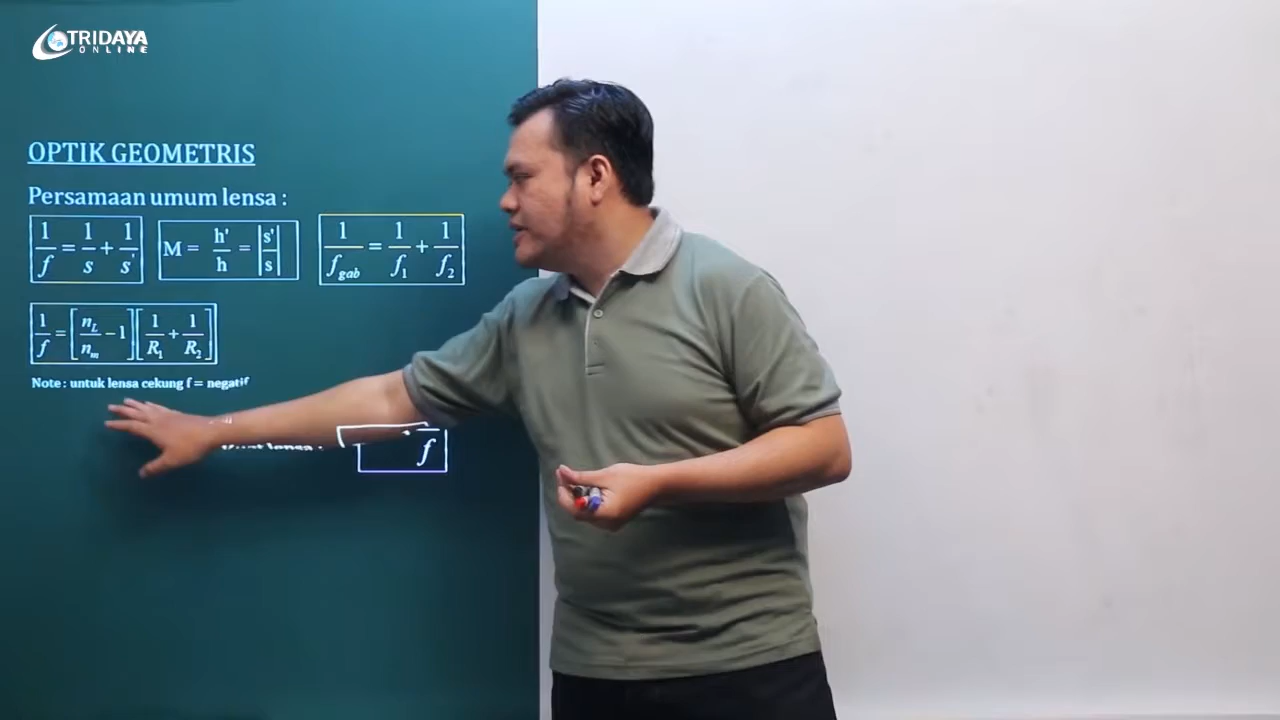 TRIDAYA
ONLINE
OPTIK GEOMETRIS
Persamaan umum lensa :
1/f = 1/s + 1/s'
M = h'/h = |s'/s|
1/f_gab = 1/f_1 + 1/f_2
1/f = [n_L/n_m − 1][1/R_1 + 1/R_2]
Note : untuk lensa cekung f = negatif
lensa :
f